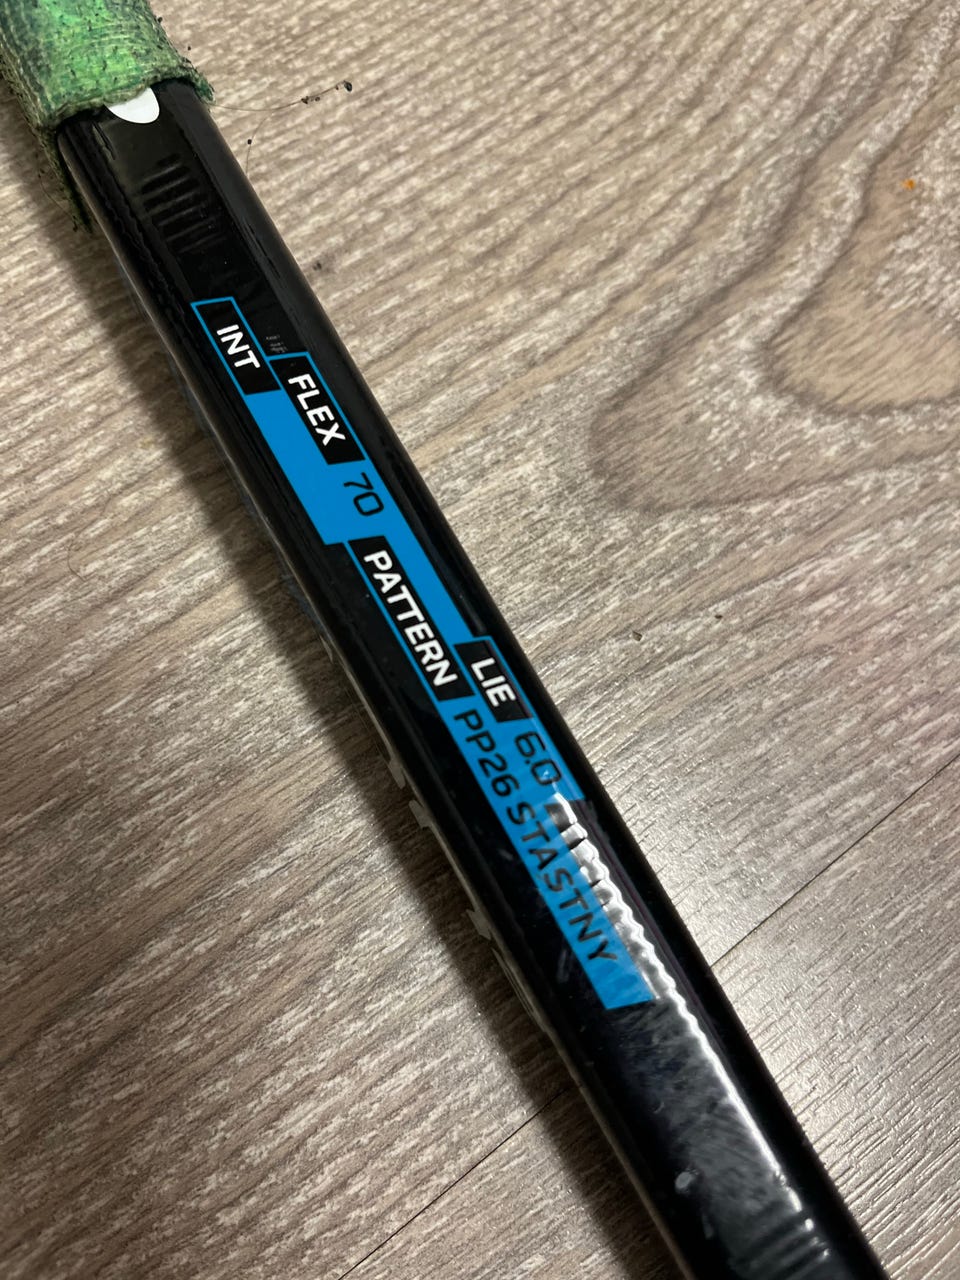 INT
FLEX 70
PATTERN PP26 STASTNY
LIE 6.0